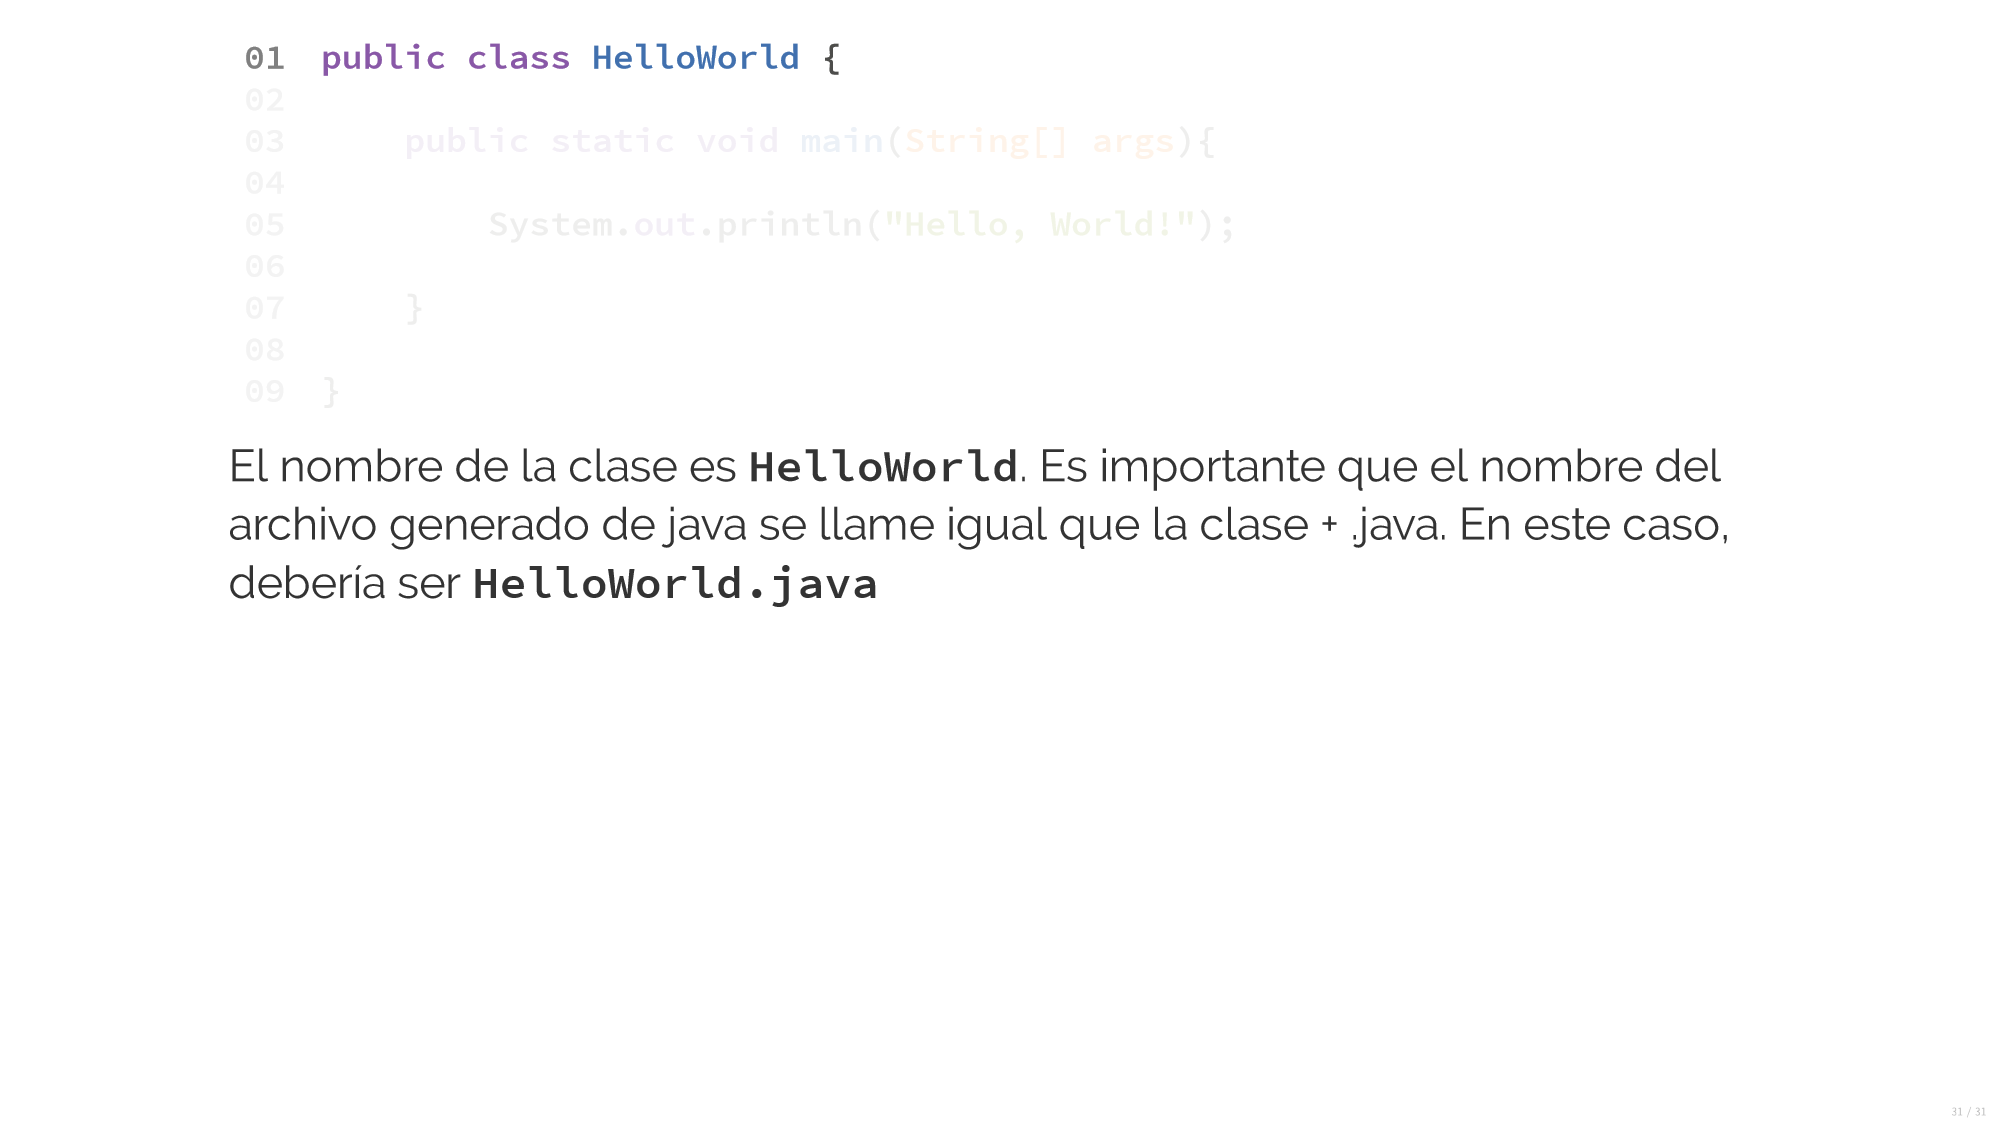 01 public class HelloWorld {
02
03     public static void main(String[] args){
04
05         System.out.println("Hello, World!");
06
07     }
08
09 }
El nombre de la clase es HelloWorld. Es importante que el nombre del
archivo generado de java se llame igual que la clase + .java. En este caso,
debería ser HelloWorld.java
31 / 31